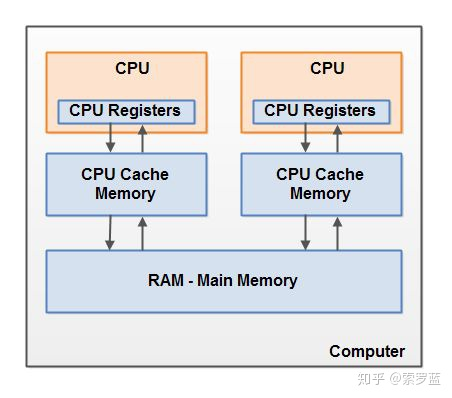 CPU
CPU
CPU Registers
CPU Registers
CPU Cache
Memory
CPU Cache
Memory
RAM - Main Memory
Computer
知乎 @索罗蓝